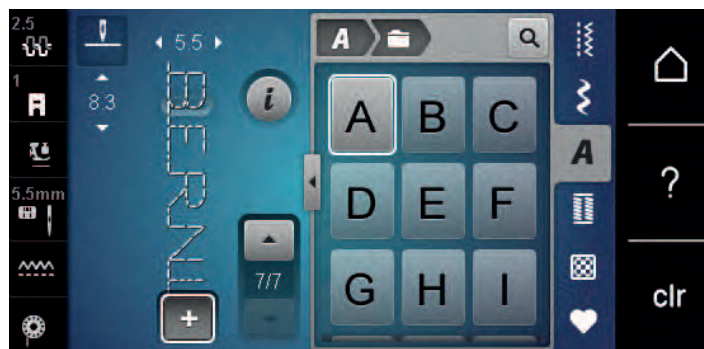 2.5
5.5
A
1
8.3
i
A B C
A
5.5mm
D E F
?
7/7
G H I
clr
BERNI